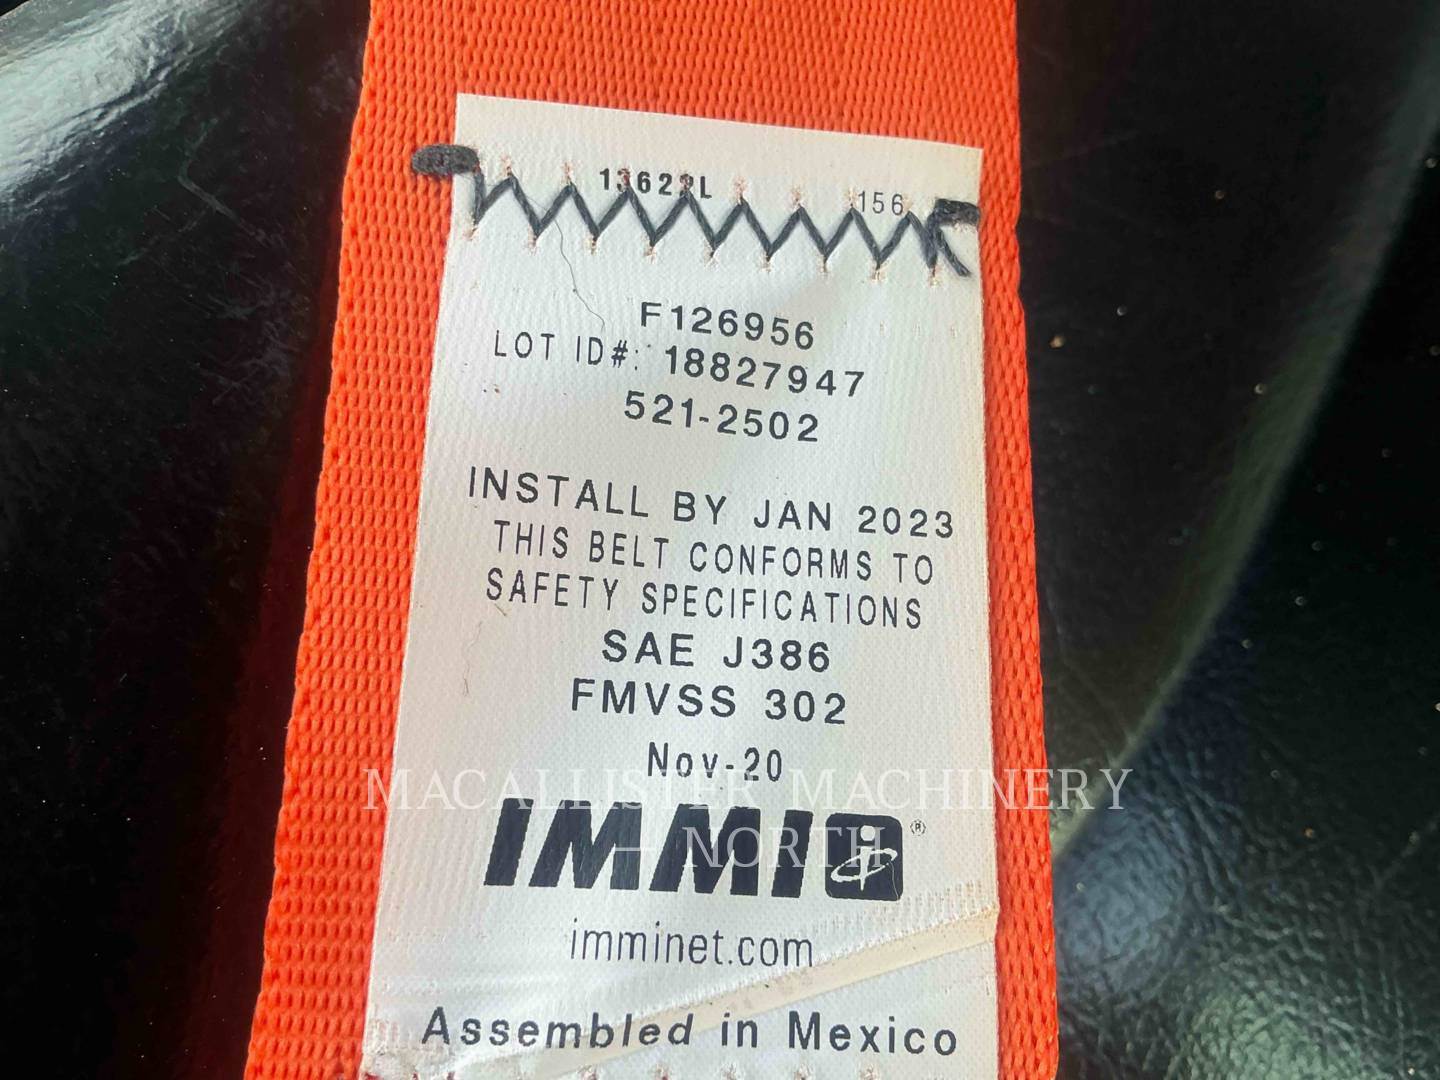 156
F126956
LOT ID#: 18827947
521-2502
INSTALL BY JAN 2023
THIS BELT CONFORMS TO
SAFETY SPECIFICATIONS
SAE J386
FMVSS 302
Nov-20
MACALLISTER MACHINERY
NORTH
IMMI ®
imminet.com
Assembled in Mexico